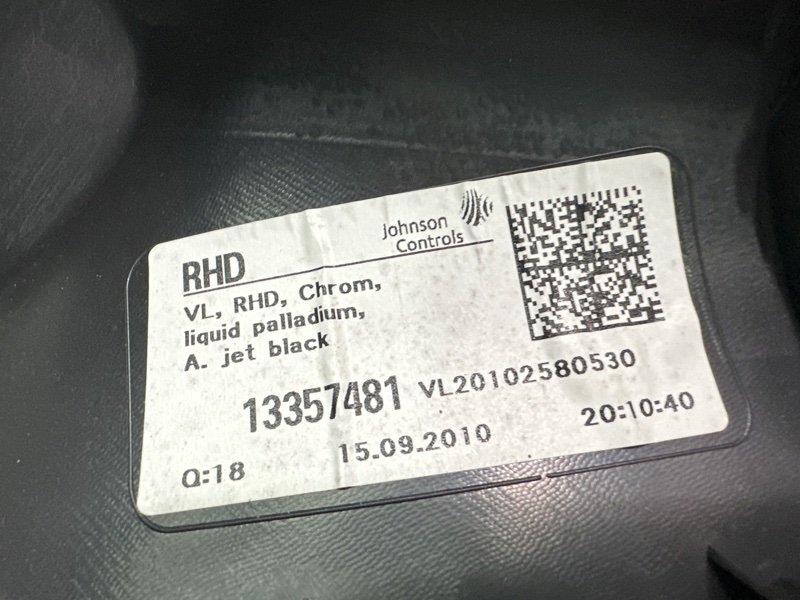 RHD
Johnson
Controls
VL, RHD, Chrom,
liquid palladium,
A. jet black
13357481 VL20102580530
Q:18 15.09.2010 20:10:40